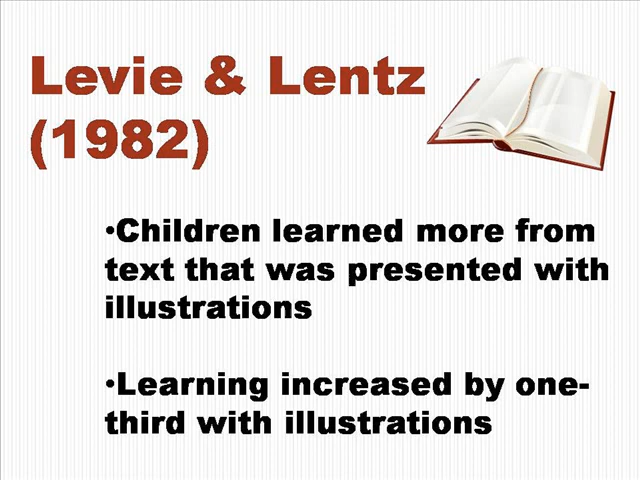 Levie & Lentz
(1982)
•Children learned more from
text that was presented with
illustrations
•Learning increased by one-
third with illustrations